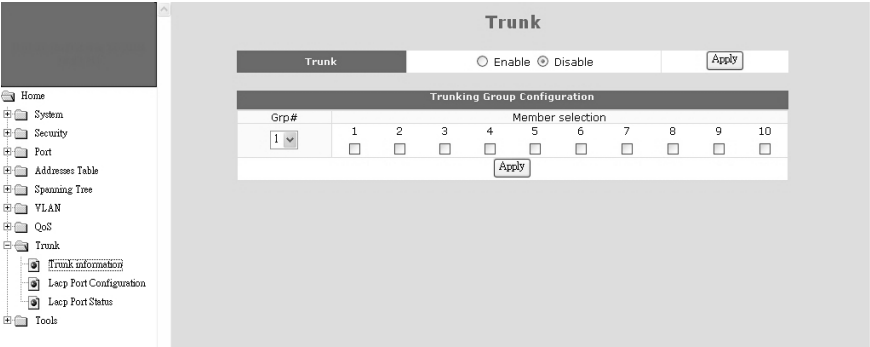 Home
System
Security
Port
Addresses Table
Spanning Tree
VLAN
QoS
Trunk
Trunk information
Lacp Port Configuration
Lacp Port Status
Tools
Trunk
Trunk Enable Disable Apply
Trunking Group Configuration
Grp# Member selection
1 1 2 3 4 5 6 7 8 9 10
Apply